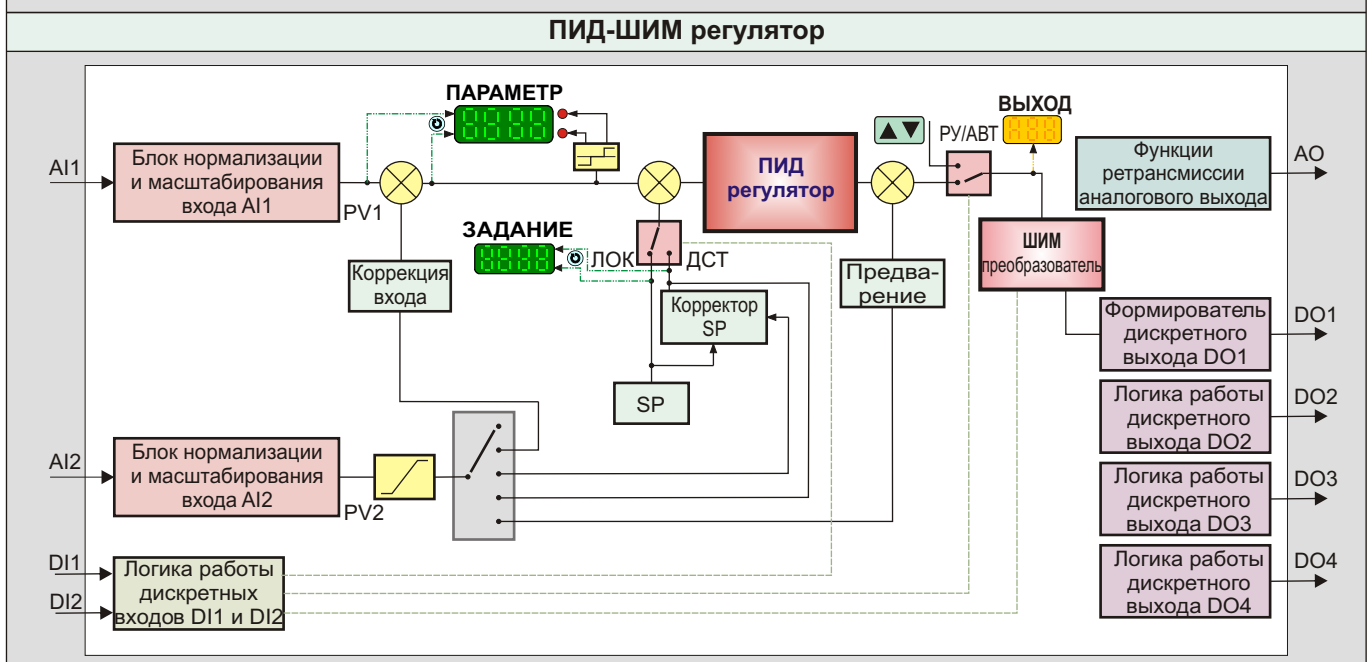 ПИД-ШИМ регулятор
ПАРАМЕТР
ВЫХОД
РУ/АВТ
AI1
Блок нормализации
и масштабирования
входа AI1
PV1
ПИД
регулятор
Функции
ретрансмиссии
аналогового выхода
AO
ЗАДАНИЕ
ЛОК
ДСТ
ШИМ
преобразователь
Коррекция
входа
Предва-
рение
Корректор
SP
Формирователь
дискретного
выхода DO1
DO1
SP
Логика работы
дискретного
выхода DO2
DO2
AI2
Блок нормализации
и масштабирования
входа AI2
PV2
Логика работы
дискретного
выхода DO3
DO3
DI1
DI2
Логика работы
дискретных
входов DI1 и DI2
Логика работы
дискретного
выхода DO4
DO4